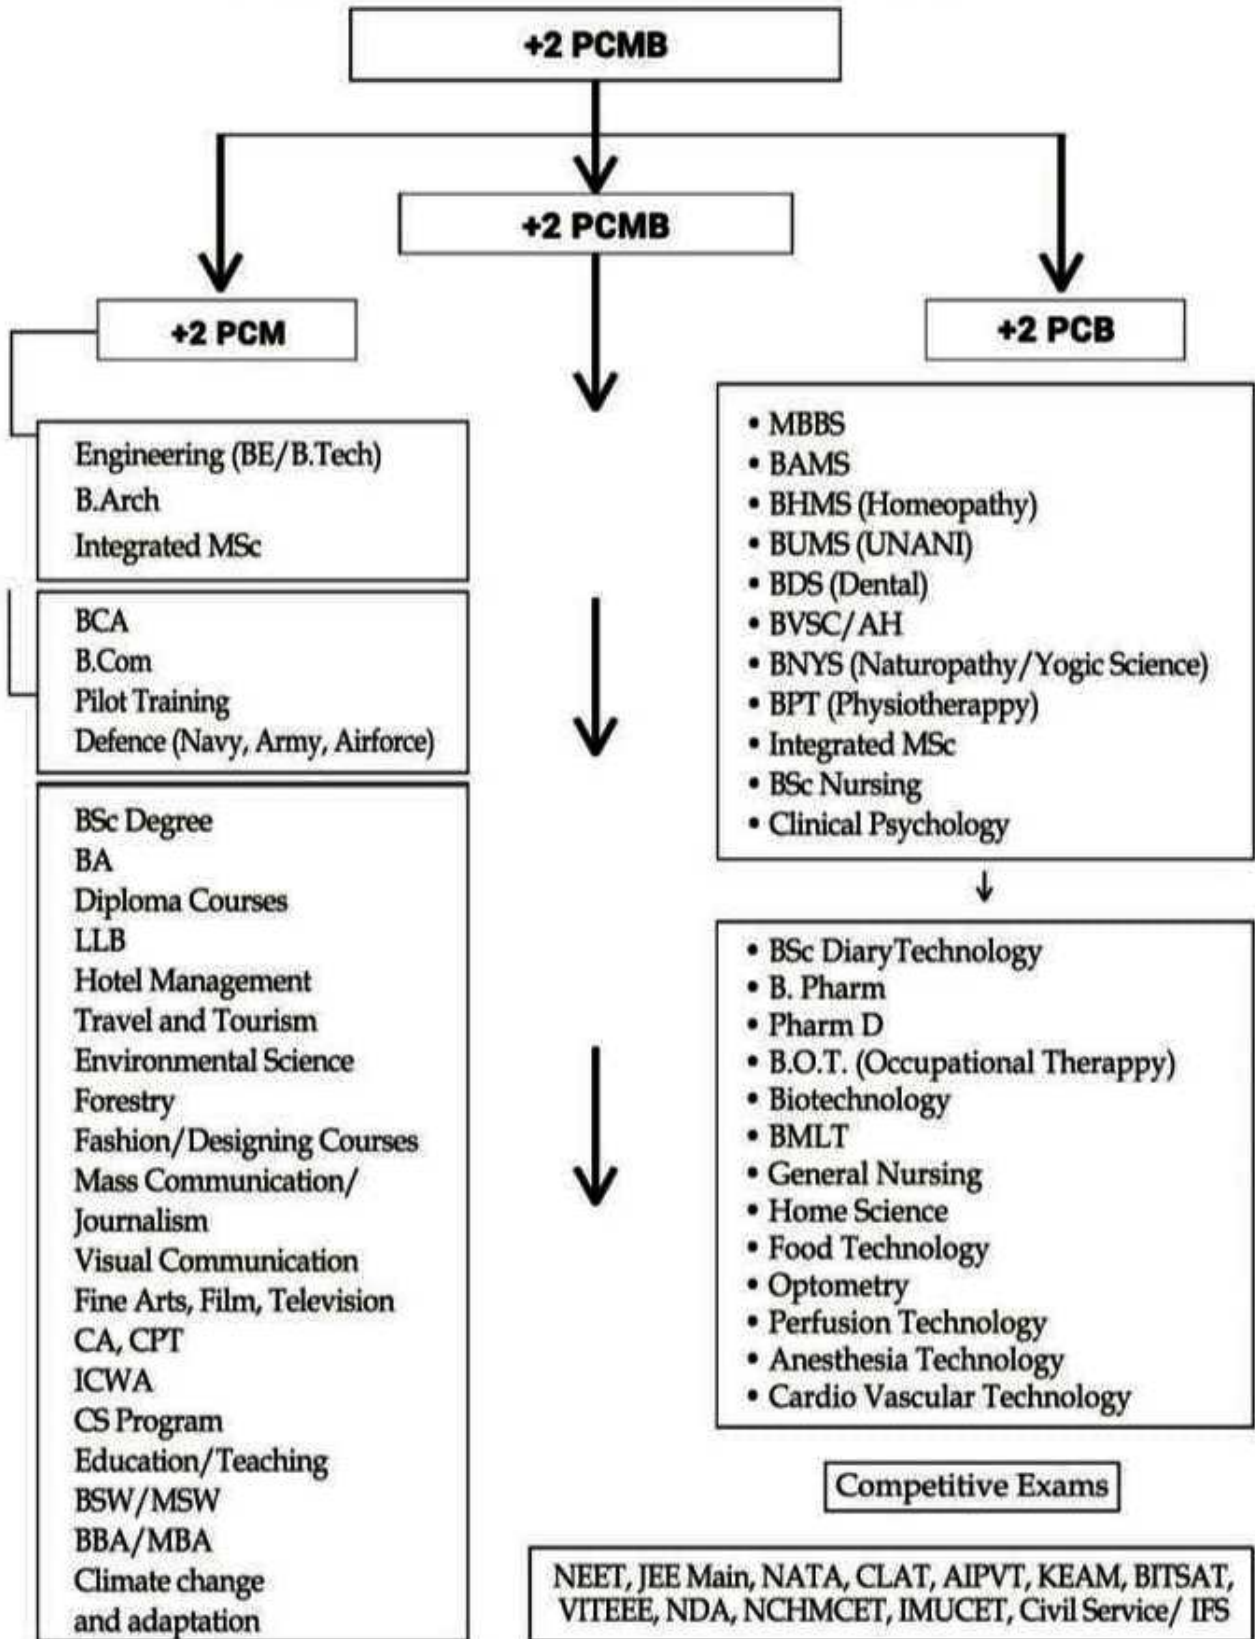 +2 PCMB
+2 PCMB
+2 PCM
Engineering (BE/B.Tech)
B.Arch
Integrated MSc
BCA
B.Com
Pilot Training
Defence (Navy, Army, Airforce)
BSc Degree
BA
Diploma Courses
LLB
Hotel Management
Travel and Tourism
Environmental Science
Forestry
Fashion/Designing Courses
Mass Communication/
Journalism
Visual Communication
Fine Arts, Film, Television
CA, CPT
ICWA
CS Program
Education/Teaching
BSW/MSW
BBA/MBA
Climate change
and adaptation
+2 PCB
• MBBS
• BAMS
• BHMS (Homeopathy)
• BUMS (UNANI)
• BDS (Dental)
• BVSC/AH
• BNYS (Naturopathy/Yogic Science)
• BPT (Physiotherappy)
• Integrated MSc
• BSc Nursing
• Clinical Psychology
• BSc DiaryTechnology
• B. Pharm
• Pharm D
• B.O.T. (Occupational Therappy)
• Biotechnology
• BMLT
• General Nursing
• Home Science
• Food Technology
• Optometry
• Perfusion Technology
• Anesthesia Technology
• Cardio Vascular Technology
Competitive Exams
NEET, JEE Main, NATA, CLAT, AIPVT, KEAM, BITSAT,
VITEEE, NDA, NCHMCET, IMUCET, Civil Service/ IFS